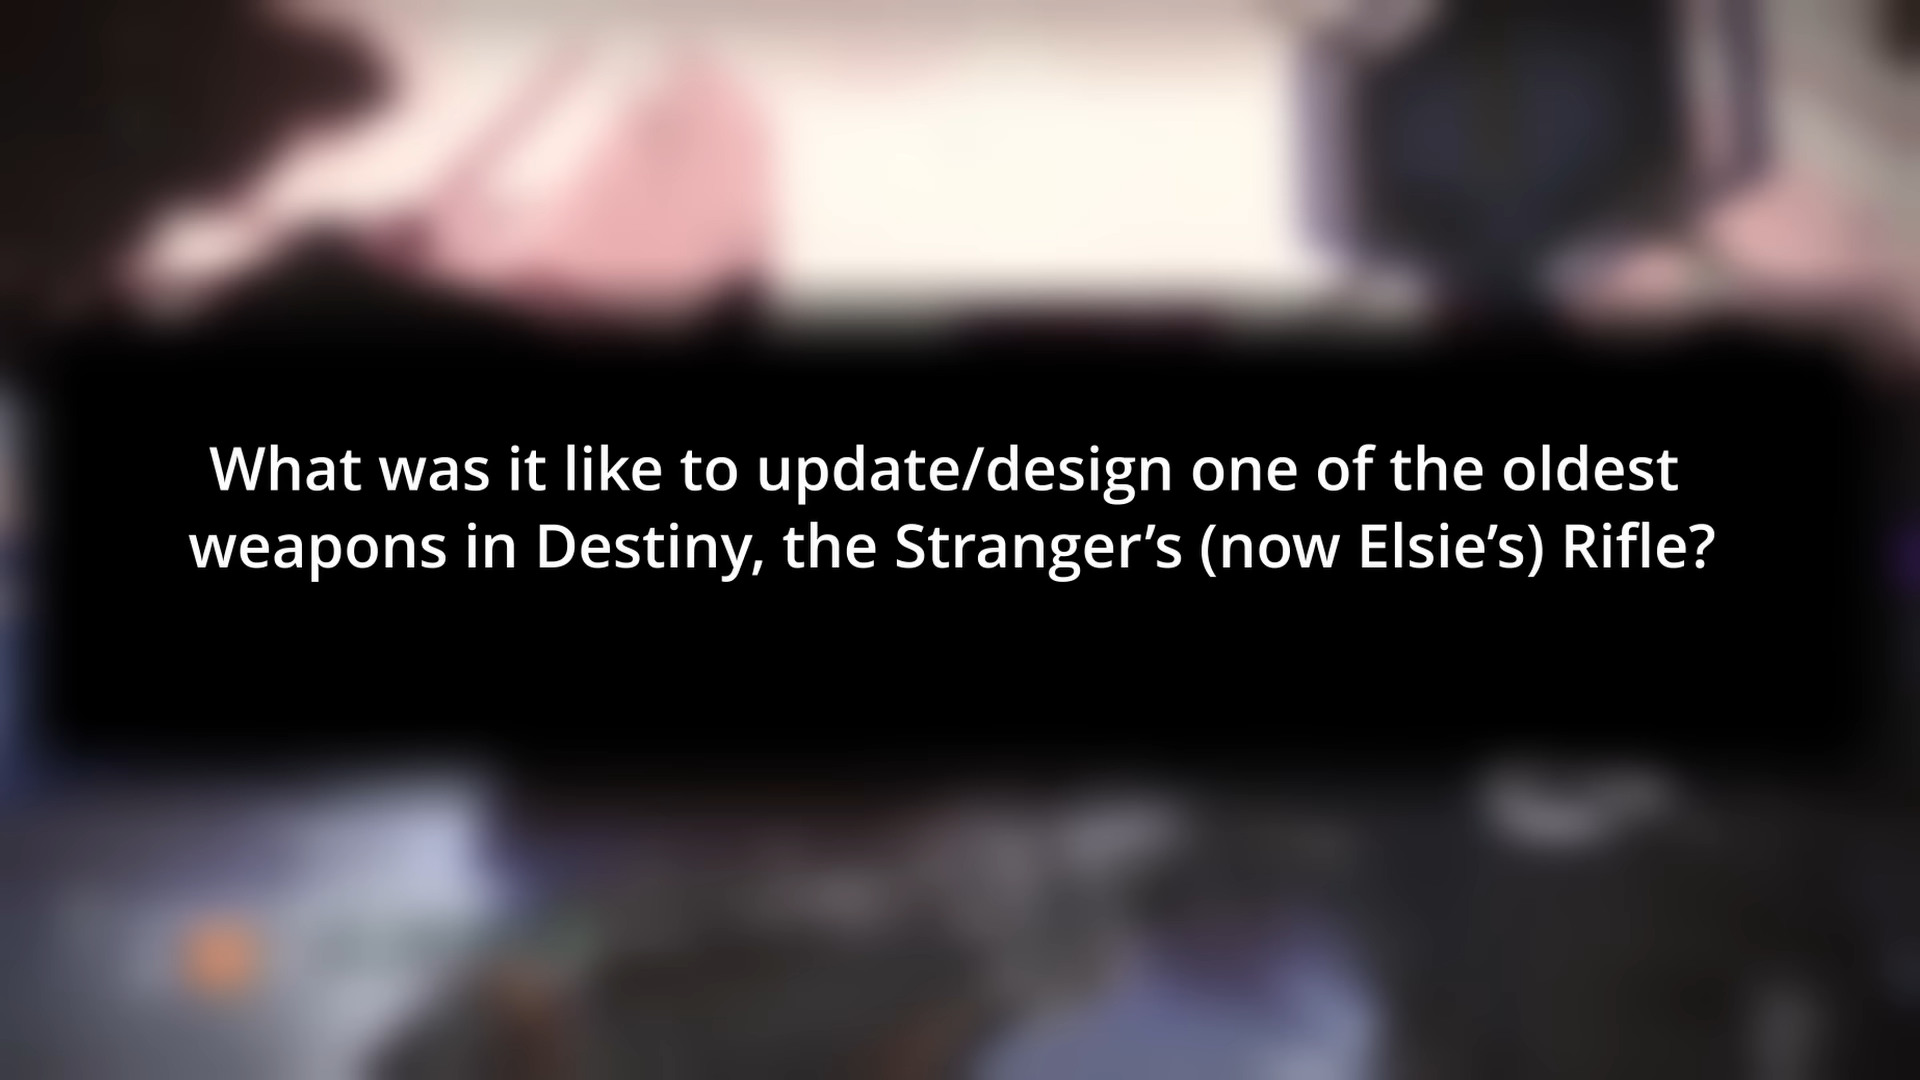 What was it like to update/design one of the oldest
weapons in Destiny, the Stranger’s (now Elsie’s) Rifle?